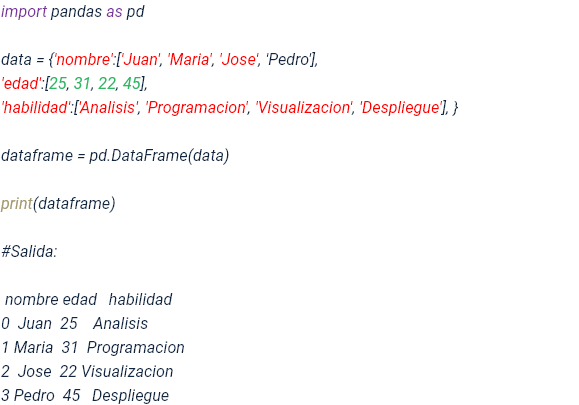 import pandas as pd
data = {'nombre':['Juan', 'Maria', 'Jose', 'Pedro'],
'edad':[25, 31, 22, 45],
'habilidad':['Analisis', 'Programacion', 'Visualizacion', 'Despliegue'], }
dataframe = pd.DataFrame(data)
print(dataframe)
#Salida:
nombre edad   habilidad
0  Juan  25    Analisis
1 Maria  31  Programacion
2  Jose  22 Visualizacion
3 Pedro  45   Despliegue